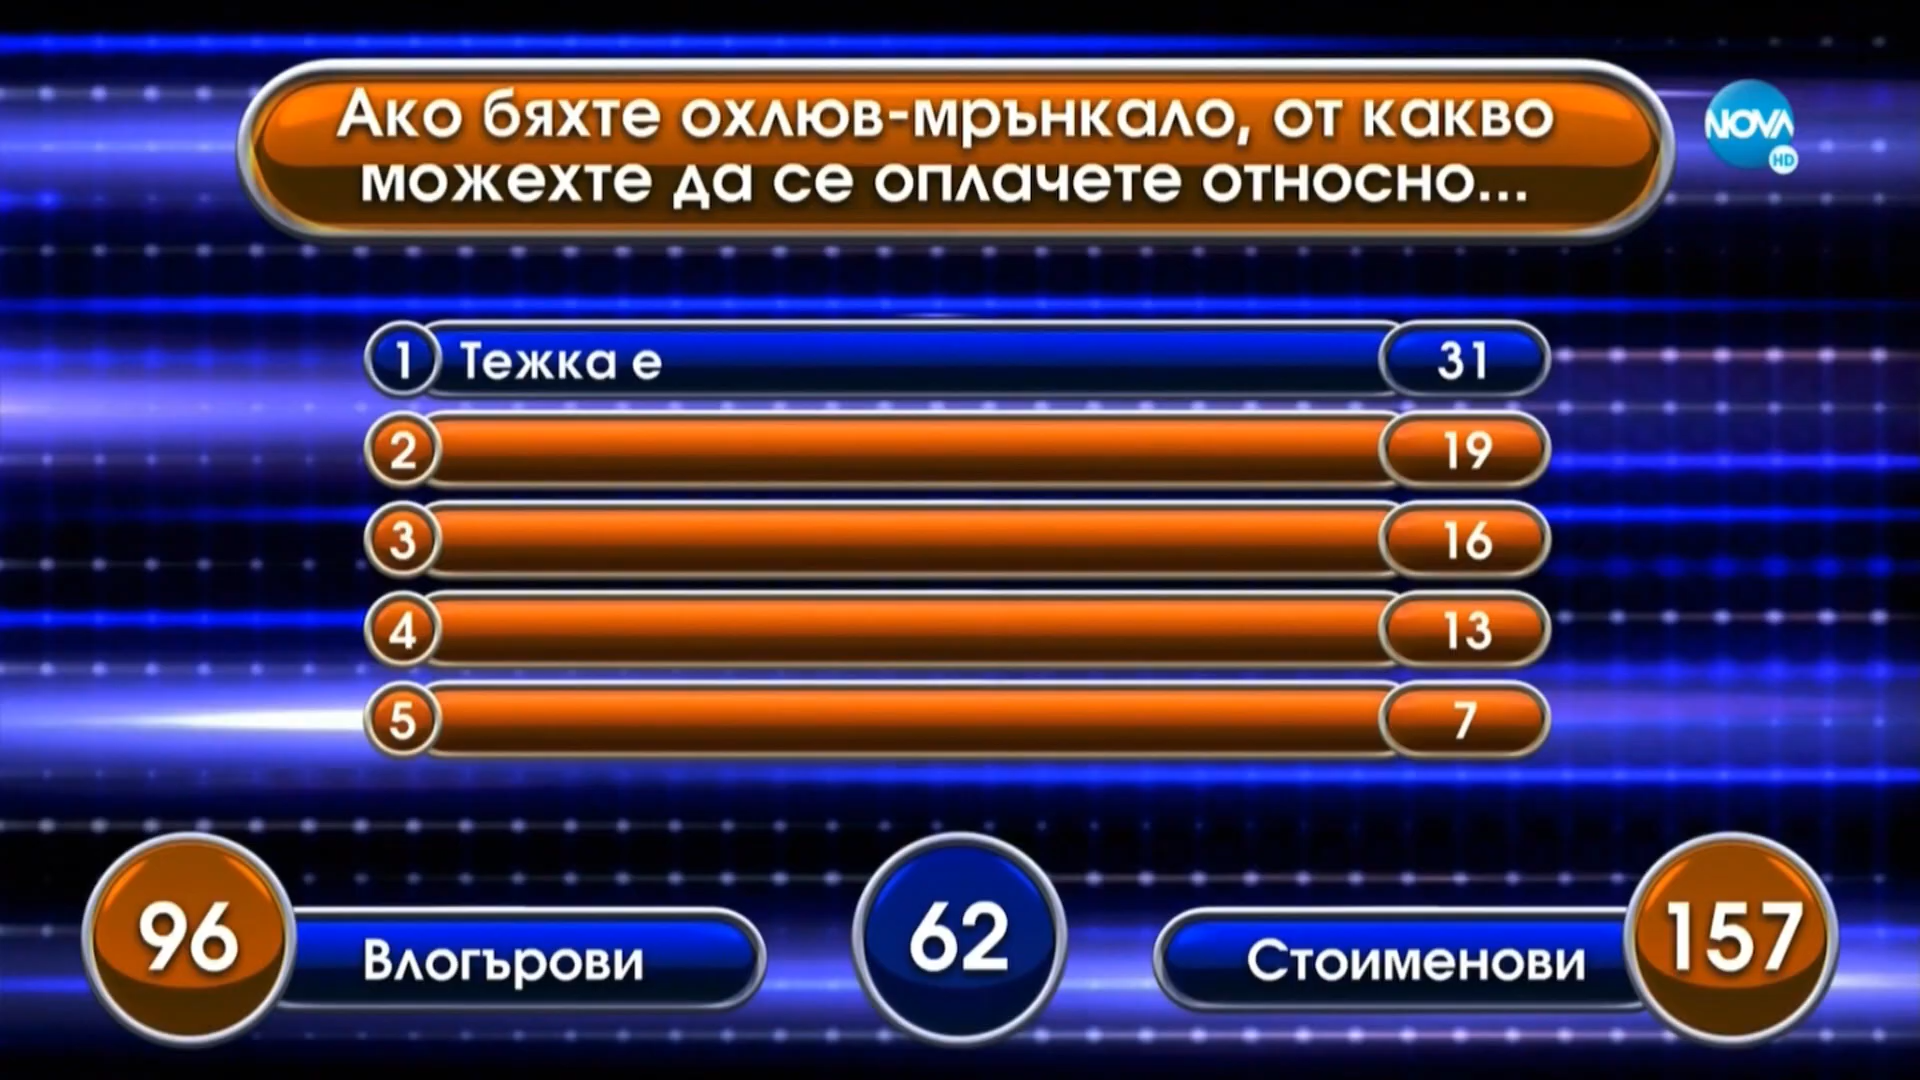 Ако бяхте охлюв-мрънкало, от какво
можехте да се оплачете относно...
NOVA
HD
1 Тежка е 31
2 19
3 16
4 13
5 7
96 Влогърови 62 Стоименови 157